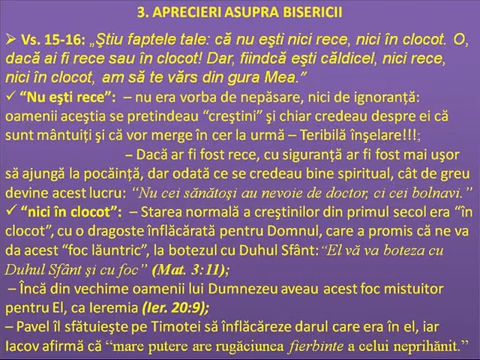 3. APRECIERI ASUPRA BISERICII
➢ Vs. 15-16: „Ştiu faptele tale: că nu eşti nici rece, nici în clocot. O,
dacă ai fi rece sau în clocot! Dar, fiindcă eşti căldicel, nici rece,
nici în clocot, am să te vărs din gura Mea.”
✓ “Nu eşti rece”: – nu era vorba de nepăsare, nici de ignoranţă:
oamenii aceştia se pretindeau “creştini” şi chiar credeau despre ei că
sunt mântuiţi şi că vor merge în cer la urmă – Teribilă înşelare!!!;
– Dacă ar fi fost rece, cu siguranţă ar fi fost mai uşor
să ajungă la pocăinţă, dar odată ce se credeau bine spiritual, cât de greu
devine acest lucru: “Nu cei sănătoşi au nevoie de doctor, ci cei bolnavi.”
✓ “nici în clocot”: – Starea normală a creştinilor din primul secol era “în
clocot”, cu o dragoste înflăcărată pentru Domnul, care a promis că ne va
da acest “foc lăuntric”, la botezul cu Duhul Sfânt:“El vă va boteza cu
Duhul Sfânt şi cu foc” (Mat. 3:11);
– Încă din vechime oamenii lui Dumnezeu aveau acest foc mistuitor
pentru El, ca Ieremia (Ier. 20:9);
– Pavel îl sfătuieşte pe Timotei să înflăcăreze darul care era în el, iar
Iacov afirmă că “mare putere are rugăciunea fierbinte a celui neprihănit.”